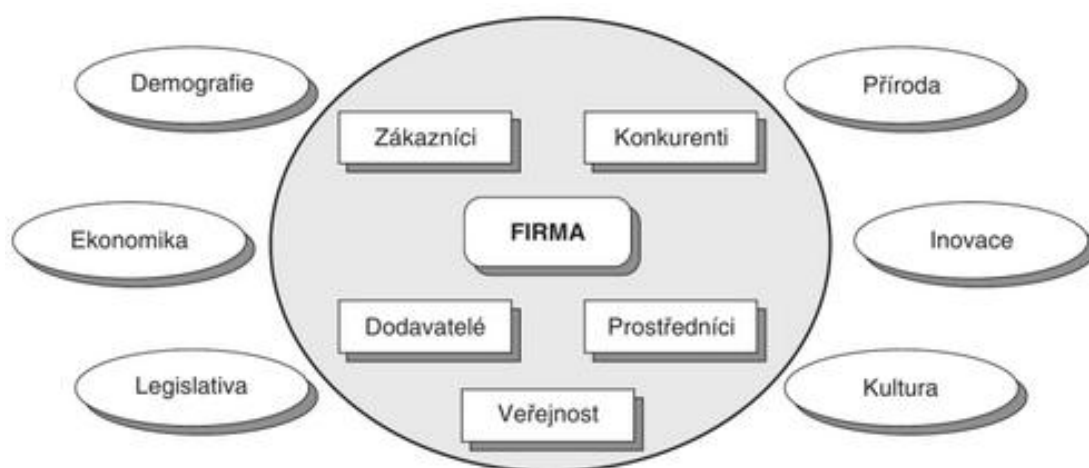 Demografie
Příroda
Zákazníci
Konkurenti
Ekonomika
FIRMA
Inovace
Dodavatelé
Prostředníci
Legislativa
Kultura
Veřejnost